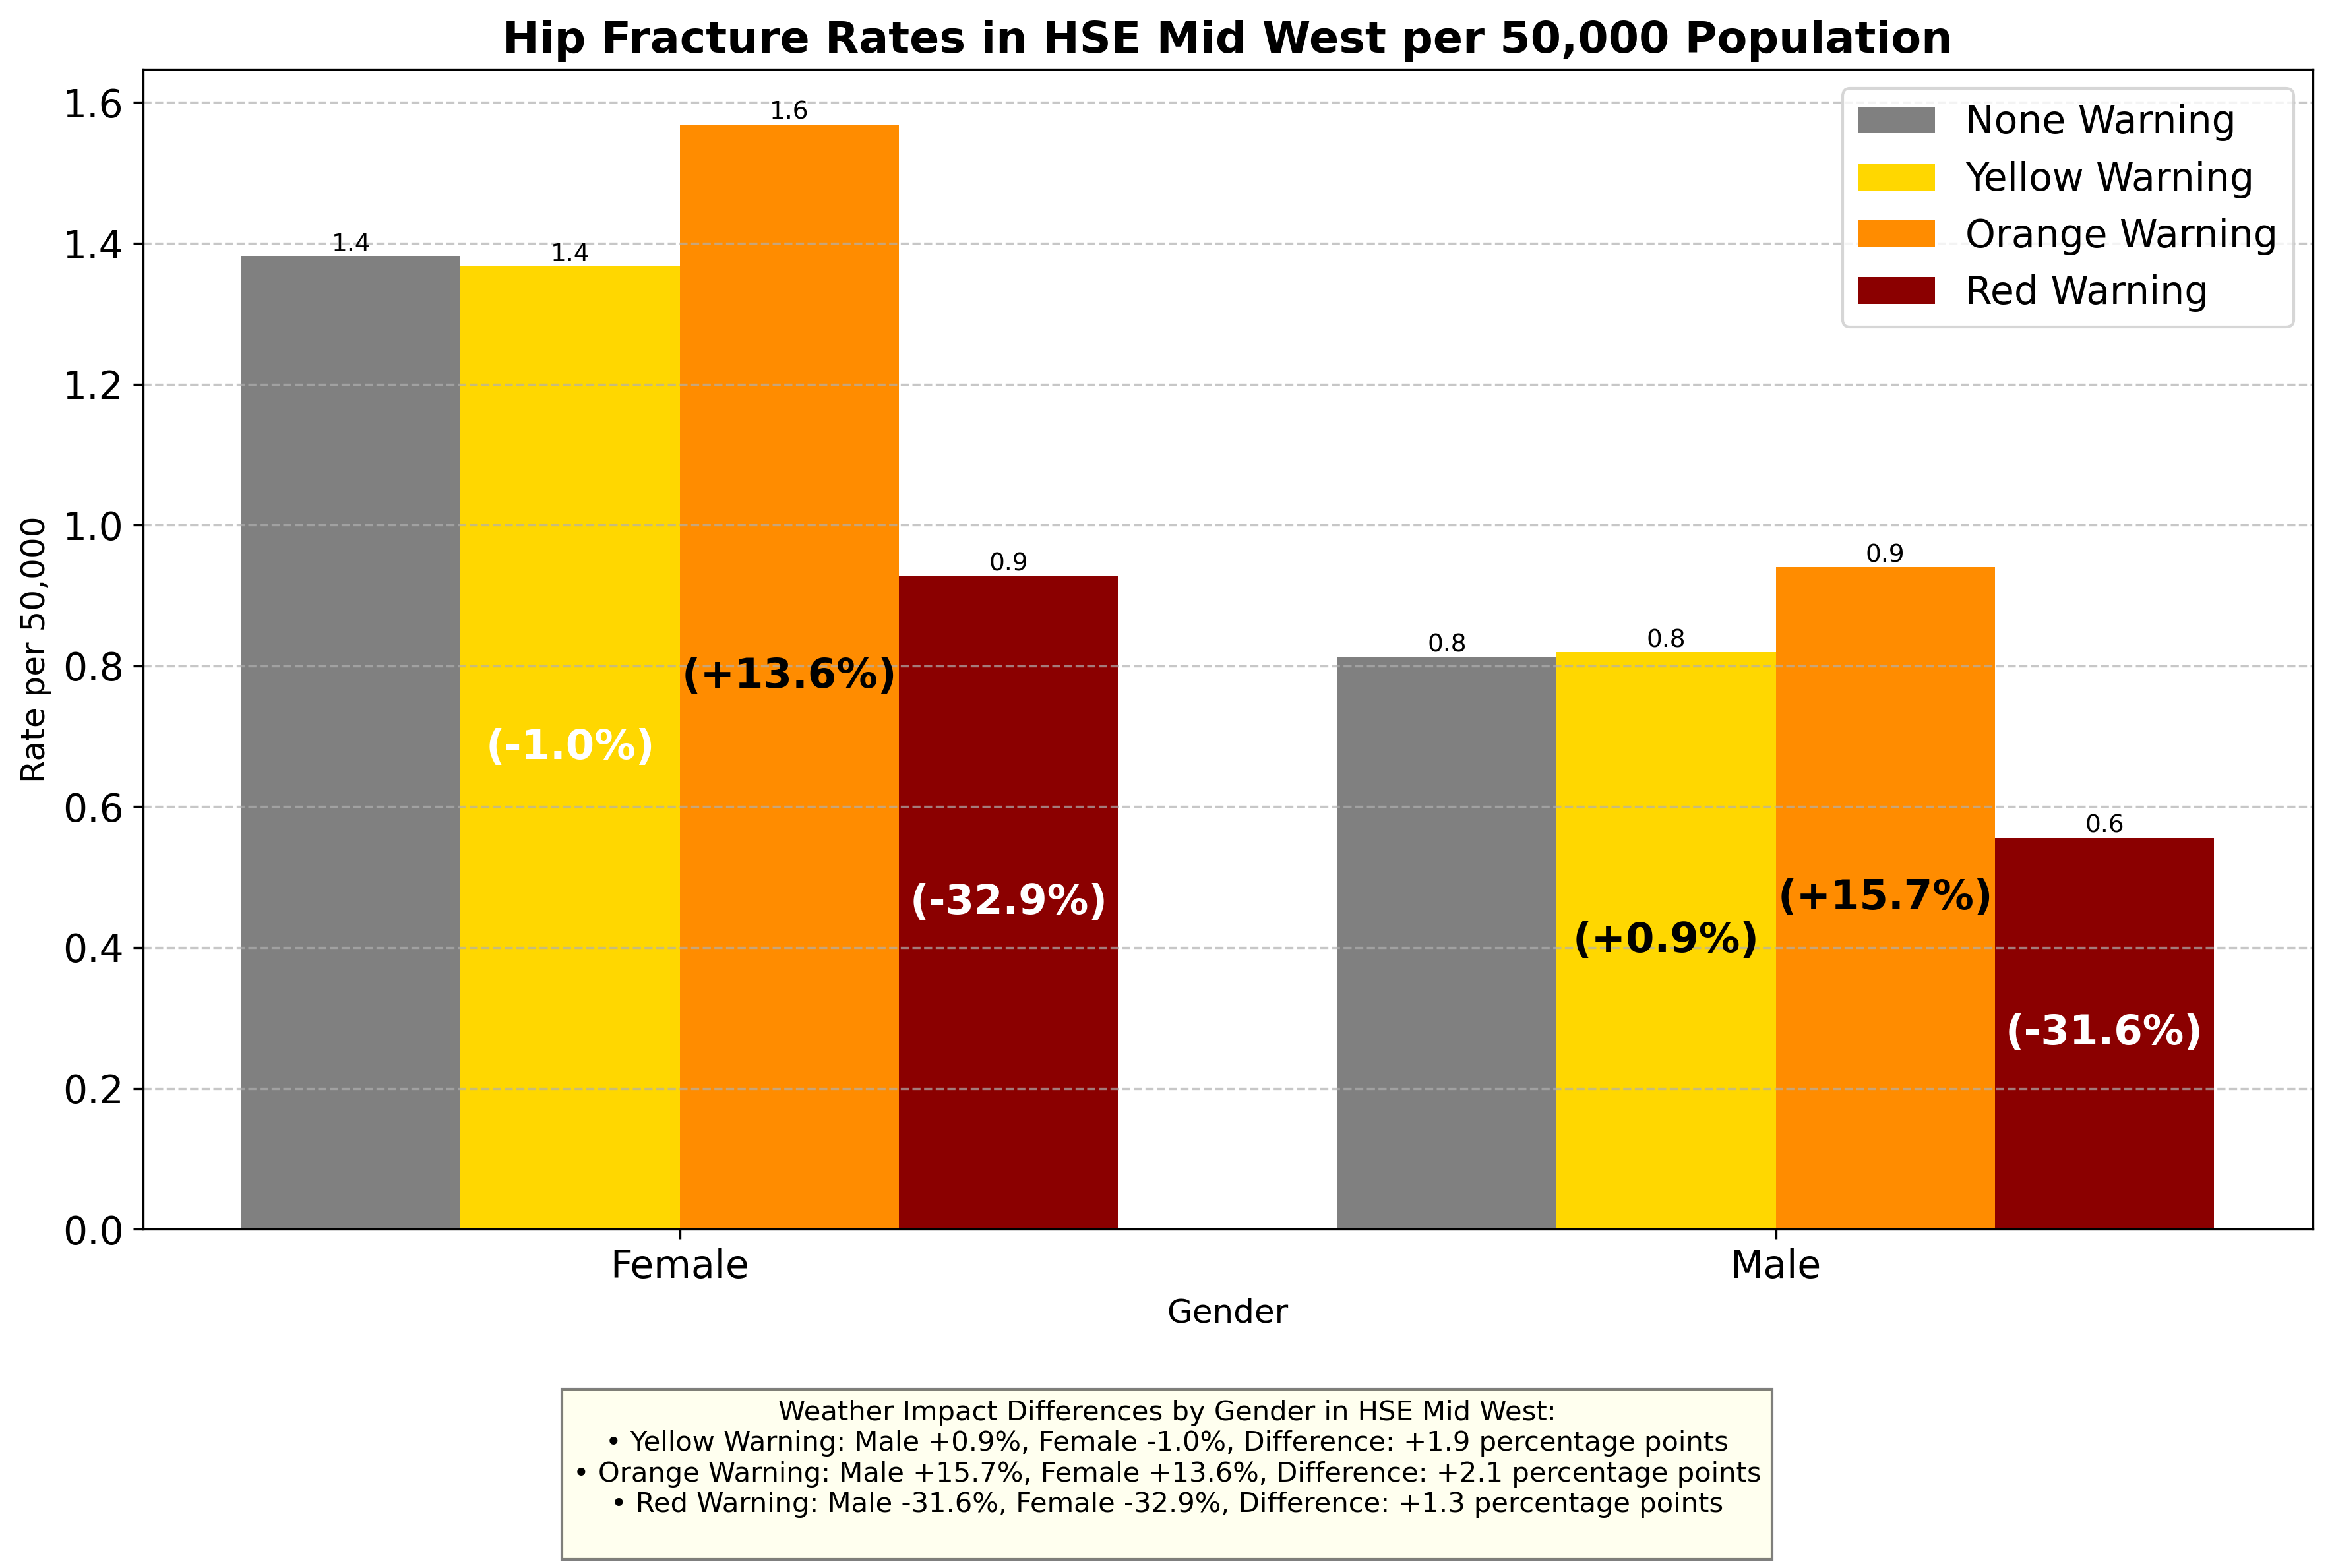 Hip Fracture Rates in HSE Mid West per 50,000 Population
1.6
1.4
1.2
1.0
0.8
0.6
0.4
0.2
0.0
Rate per 50,000
None Warning
Yellow Warning
Orange Warning
Red Warning
1.4
1.4
1.6
0.9
0.8
0.8
0.9
0.6
(-1.0%)
(+13.6%)
(-32.9%)
(+0.9%)
(+15.7%)
(-31.6%)
Female
Male
Gender
Weather Impact Differences by Gender in HSE Mid West:
• Yellow Warning: Male +0.9%, Female -1.0%, Difference: +1.9 percentage points
• Orange Warning: Male +15.7%, Female +13.6%, Difference: +2.1 percentage points
• Red Warning: Male -31.6%, Female -32.9%, Difference: +1.3 percentage points